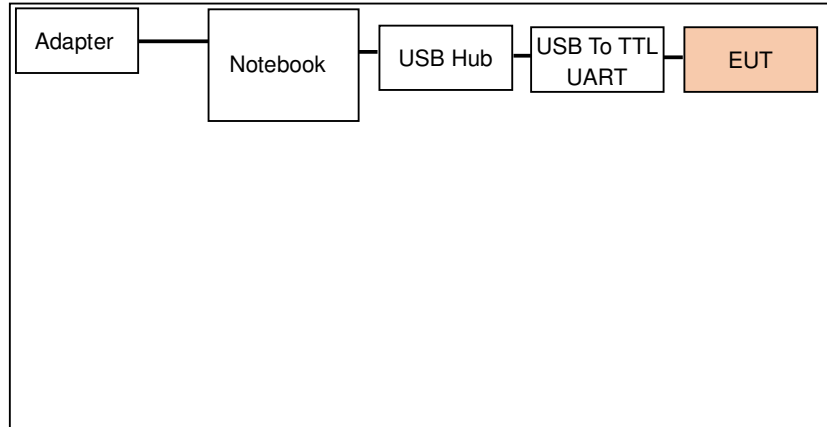 Adapter
Notebook
USB Hub
USB To TTL
UART
EUT